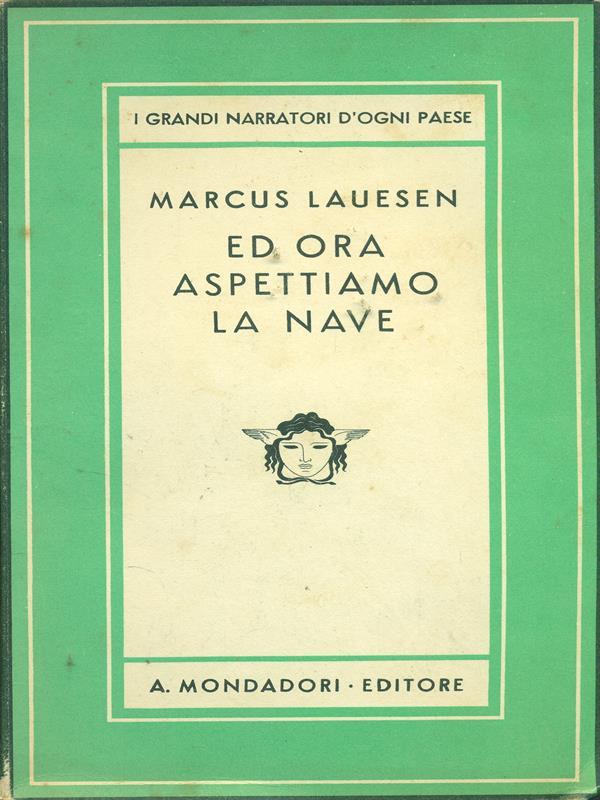 I GRANDI NARRATORI D'OGNI PAESE
MARCUS LAUESEN
ED ORA
ASPETTIAMO
LA NAVE
A. MONDADORI · EDITORE